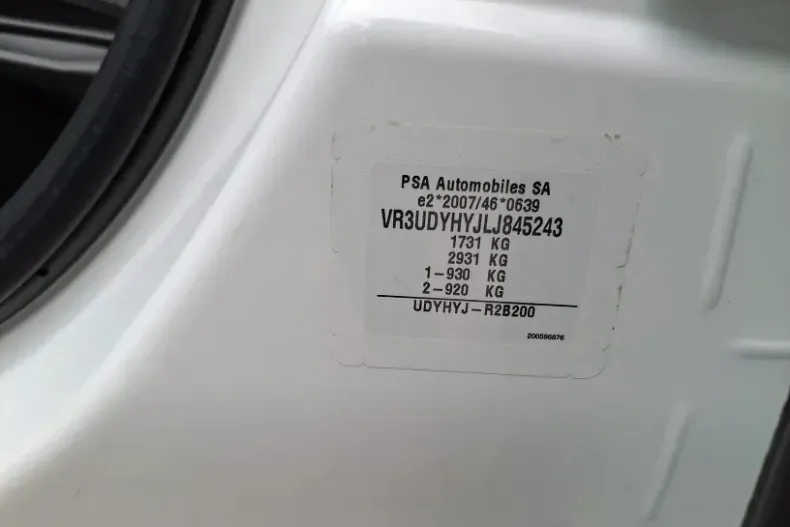 PSA Automobiles SA
e2*2007/46*0639
VR3UDYHYJLJ845243
1731 KG
2931 KG
1-930 KG
2-920 KG
UDYHYJ-R2B200
200596876